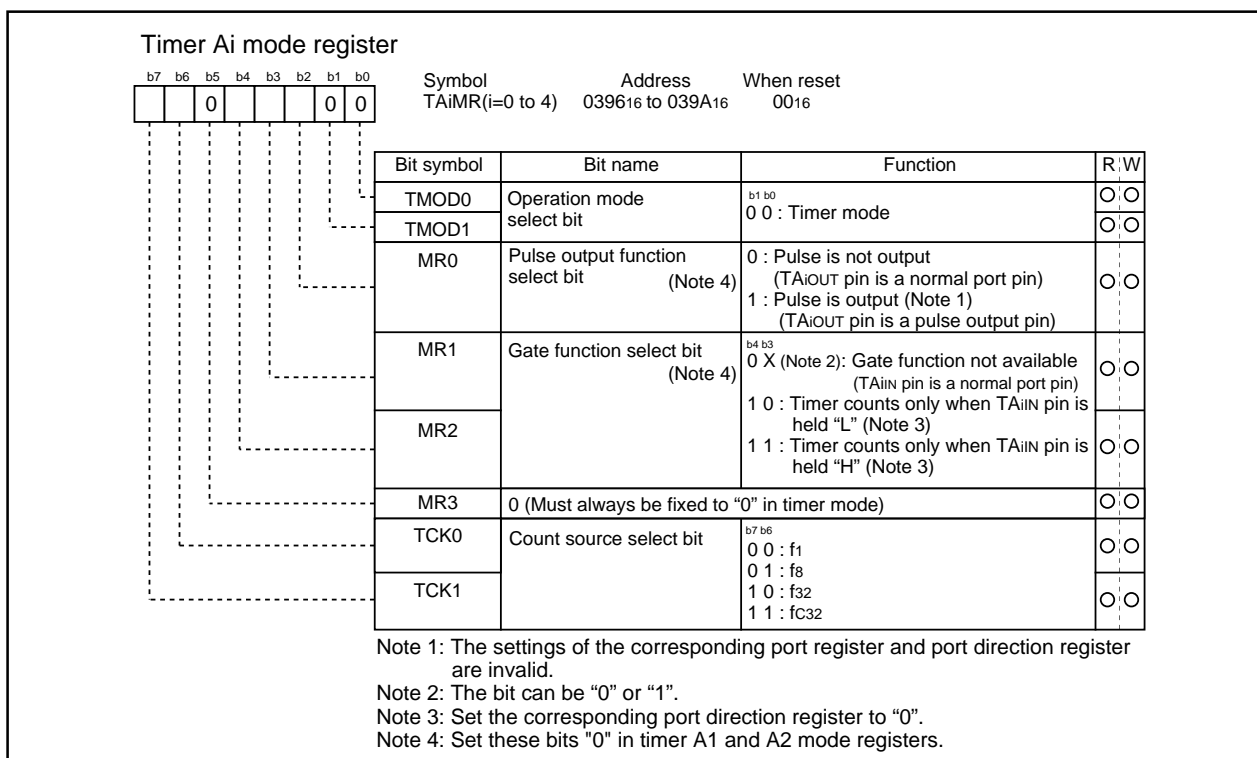 Timer Ai mode register
b7 b6 b5 b4 b3 b2 b1 b0
0 0 0
Symbol Address When reset
TAiMR(i=0 to 4) 039616 to 039A16 0016
Bit symbol Bit name Function R W
TMOD0
TMOD1
Operation mode
select bit
b1 b0
0 0 : Timer mode
MR0
Pulse output function
select bit (Note 4)
0 : Pulse is not output
(TAiOUT pin is a normal port pin)
1 : Pulse is output (Note 1)
(TAiOUT pin is a pulse output pin)
MR1
MR2
Gate function select bit
(Note 4)
b4 b3
0 X (Note 2): Gate function not available
(TAiIN pin is a normal port pin)
1 0 : Timer counts only when TAiIN pin is
held “L” (Note 3)
1 1 : Timer counts only when TAiIN pin is
held “H” (Note 3)
MR3 0 (Must always be fixed to “0” in timer mode)
TCK0
TCK1
Count source select bit
b7 b6
0 0 : f1
0 1 : f8
1 0 : f32
1 1 : fC32
Note 1: The settings of the corresponding port register and port direction register
are invalid.
Note 2: The bit can be “0” or “1”.
Note 3: Set the corresponding port direction register to “0”.
Note 4: Set these bits "0" in timer A1 and A2 mode registers.